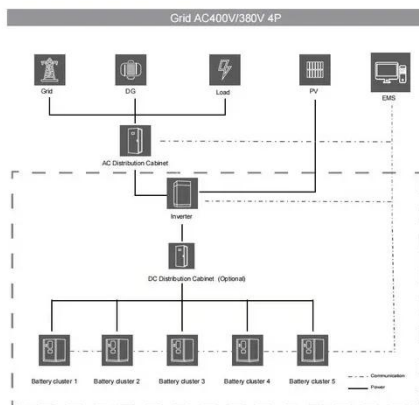 Grid AC400V/380V 4P
Grid
DG
Load
PV
EMS
AC Distribution Cabinet
Inverter
DC Distribution Cabinet (Optional)
Battery cluster 1
Battery cluster 2
Battery cluster 3
Battery cluster 4
Battery cluster 5
Communication
Power